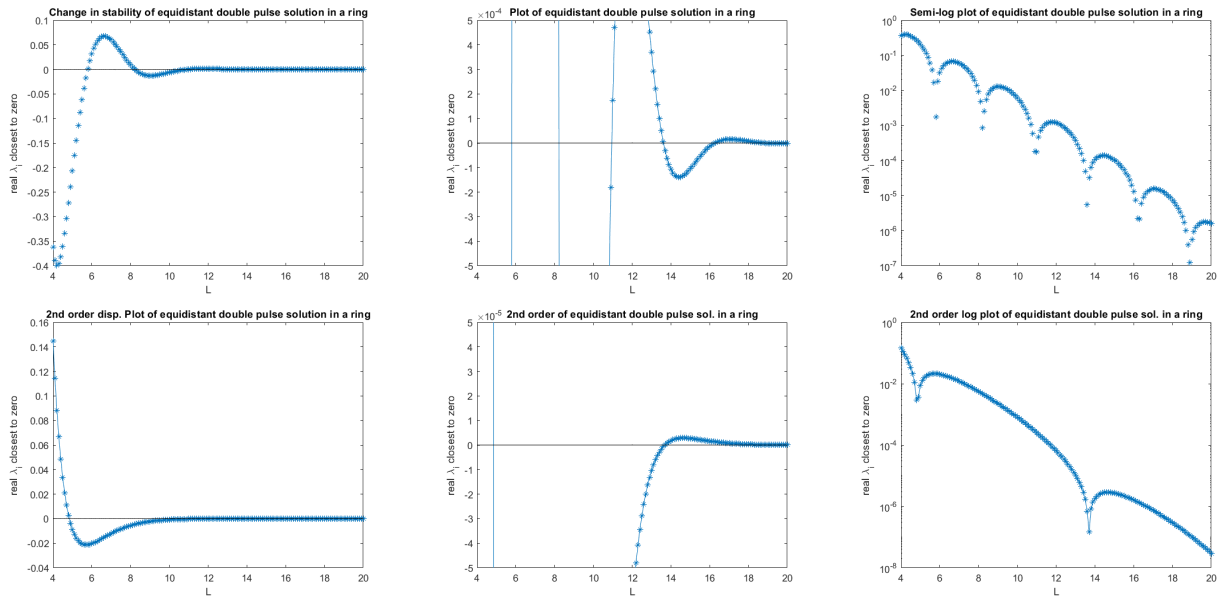 Change in stability of equidistant double pulse solution in a ring
0.1
0.05
0
-0.05
-0.1
-0.15
-0.2
-0.25
-0.3
-0.35
-0.4
real λi closest to zero
4 6 8 10 12 14 16 18 20
L
Plot of equidistant double pulse solution in a ring
×10-4
5
4
3
2
1
0
-1
-2
-3
-4
-5
real λi closest to zero
4 6 8 10 12 14 16 18 20
L
Semi-log plot of equidistant double pulse solution in a ring
100
10-1
10-2
10-3
10-4
10-5
10-6
10-7
real λi closest to zero
4 6 8 10 12 14 16 18 20
L
2nd order disp. Plot of equidistant double pulse solution in a ring
0.16
0.14
0.12
0.1
0.08
0.06
0.04
0.02
0
-0.02
-0.04
real λi closest to zero
4 6 8 10 12 14 16 18 20
L
2nd order of equidistant double pulse sol. in a ring
×10-5
5
4
3
2
1
0
-1
-2
-3
-4
-5
real λi closest to zero
4 6 8 10 12 14 16 18 20
L
2nd order log plot of equidistant double pulse sol. in a ring
100
10-2
10-4
10-6
10-8
real λi closest to zero
4 6 8 10 12 14 16 18 20
L